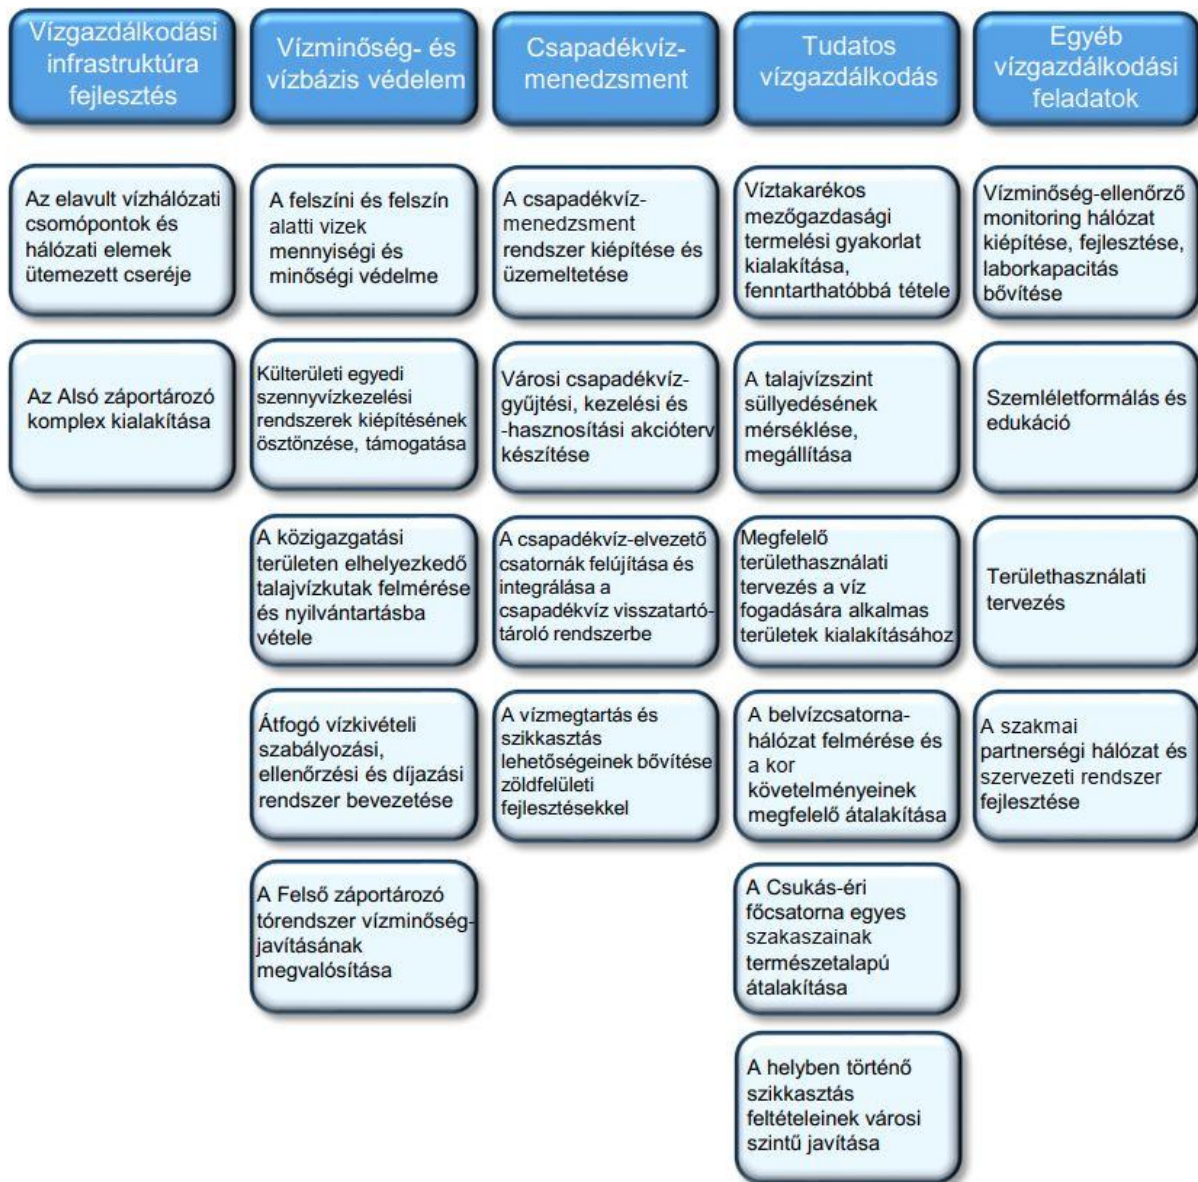 Vízgazdálkodási
infrastruktúra
fejlesztés
Az elavult vízhálózati
csomópontok és
hálózati elemek
ütemezett cseréje
Az Alsó záportározó
komplex kialakítása
Vízminőség- és
vízbázis védelem
A felszíni és felszín
alatti vizek
mennyiségi és
minőségi védelme
Külterületi egyedi
szennyvízkezelési
rendszerek kiépítésének
ösztönzése, támogatása
A közigazgatási
területen elhelyezkedő
talajvízkutak felmérése
és nyilvántartásba
vétele
Átfogó vízkivételi
szabályozási,
ellenőrzési és díjazási
rendszer bevezetése
A Felső záportározó
tórendszer vízminőség-
javításának
megvalósítása
Csapadékvíz-
menedzsment
A csapadékvíz-
menedzsment
rendszer kiépítése és
üzemeltetése
Városi csapadékvíz-
gyűjtési, kezelési és
-hasznosítási akcióterv
készítése
A csapadékvíz-elvezető
csatornák felújítása és
integrálása a
csapadékvíz visszatartó-
tároló rendszerbe
A vízmegtartás és
szikkasztás
lehetőségeinek bővítése
zöldfelületi
fejlesztésekkel
Tudatos
vízgazdálkodás
Víztakarékos
mezőgazdasági
termelési gyakorlat
kialakítása,
fenntarthatóbbá tétele
A talajvízszint
süllyedésének
mérséklése,
megállítása
Megfelelő
területhasználati
tervezés a víz
fogadására alkalmas
területek kialakításához
A belvízcsatorna-
hálózat felmérése és
a kor
követelményeinek
megfelelő átalakítása
A Csukás-éri
főcsatorna egyes
szakaszainak
természetalapú
átalakítása
A helyben történő
szikkasztás
feltételeinek városi
szintű javítása
Egyéb
vízgazdálkodási
feladatok
Vízminőség-ellenőrző
monitoring hálózat
kiépítése, fejlesztése,
laborkapacitás
bővítése
Szemléletformálás és
edukáció
Területhasználati
tervezés
A szakmai
partnerségi hálózat és
szervezeti rendszer
fejlesztése